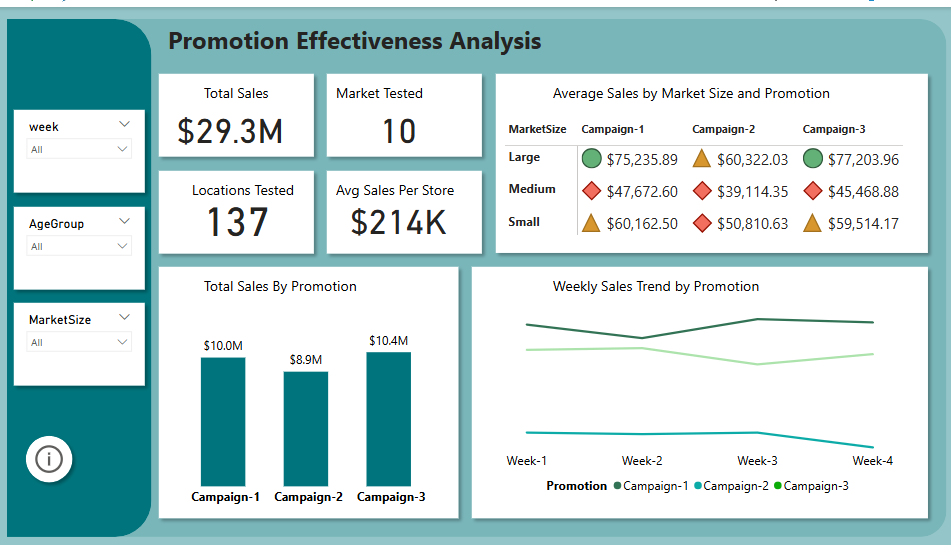 Promotion Effectiveness Analysis
week
All
AgeGroup
All
MarketSize
All
Total Sales
$29.3M
Market Tested
10
Locations Tested
137
Avg Sales Per Store
$214K
Average Sales by Market Size and Promotion
MarketSize Campaign-1 Campaign-2 Campaign-3
Large $75,235.89 $60,322.03 $77,203.96
Medium $47,672.60 $39,114.35 $45,468.88
Small $60,162.50 $50,810.63 $59,514.17
Total Sales By Promotion
$10.0M $8.9M $10.4M
Campaign-1 Campaign-2 Campaign-3
Weekly Sales Trend by Promotion
Week-1 Week-2 Week-3 Week-4
Promotion Campaign-1 Campaign-2 Campaign-3